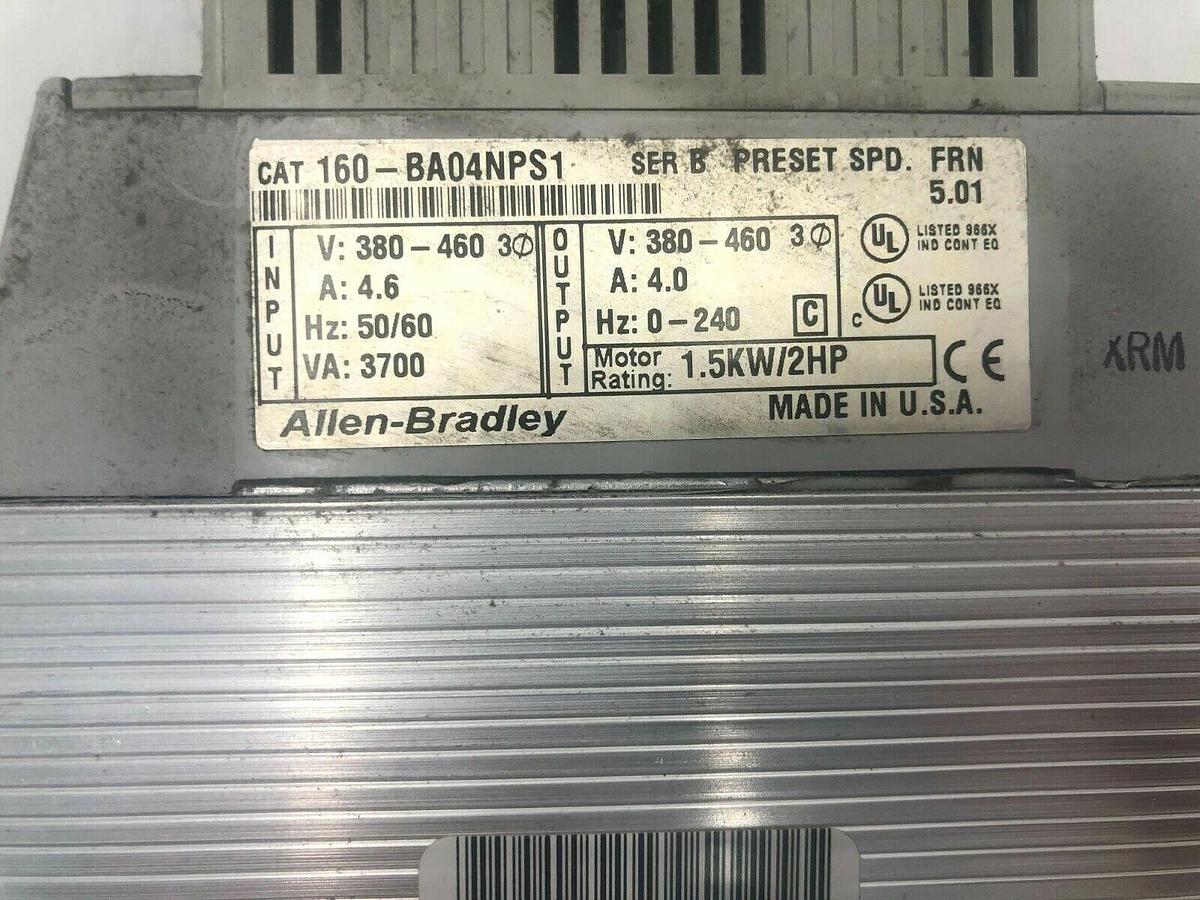 CAT 160-BA04NPS1 SER B PRESET SPD. FRN
5.01
INPUT
V: 380-460 3Ø
A: 4.6
Hz: 50/60
VA: 3700
OUTPUT
V: 380-460 3Ø
A: 4.0
Hz: 0-240 C
Motor
Rating: 1.5KW/2HP
UL LISTED 966X
IND CONT EQ
c UL LISTED 966X
IND CONT EQ
CE
Allen-Bradley
MADE IN U.S.A.
XRM